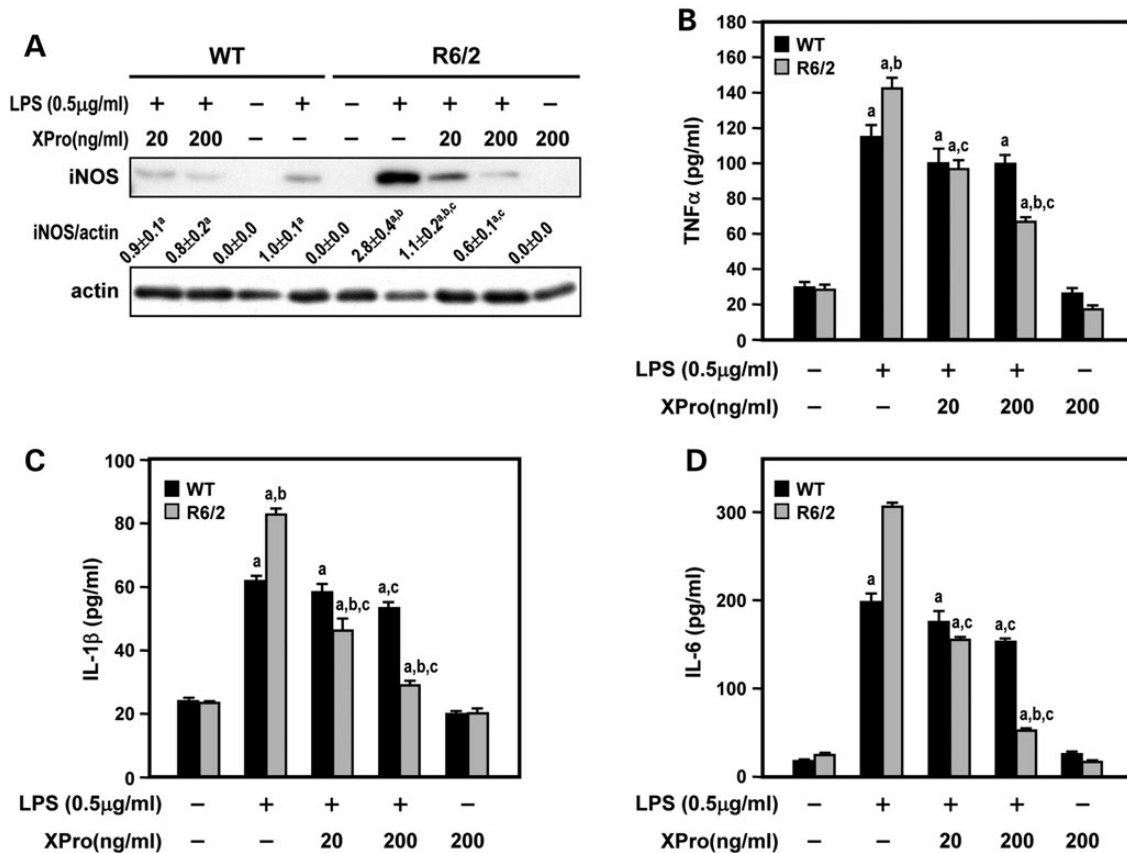 A
WT R6/2
LPS (0.5μg/ml) + + − + − + + + −
XPro(ng/ml) 20 200 − − − − 20 200 200
iNOS
iNOS/actin 0.9±0.1ᵃ 0.8±0.2ᵃ 0.0±0.0 1.0±0.1ᵃ 0.0±0.0 2.8±0.4ᵃ,ᵇ 1.1±0.2ᵃ,ᵇ,ᶜ 0.6±0.1ᵃ,ᶜ 0.0±0.0
actin
B
180
160
140
120
100
80
60
40
20
0
TNFα (pg/ml)
WT
R6/2
a a,b a a,c a a,b,c
LPS (0.5μg/ml) − + + + −
XPro(ng/ml) − − 20 200 200
C
100
80
60
40
20
0
IL-1β (pg/ml)
WT
R6/2
a a,b a a,b,c a,c a,b,c
LPS (0.5μg/ml) − + + + −
XPro(ng/ml) − − 20 200 200
D
300
200
100
0
IL-6 (pg/ml)
WT
R6/2
a a a,c a,c a,b,c
LPS (0.5μg/ml) − + + + −
XPro(ng/ml) − − 20 200 200